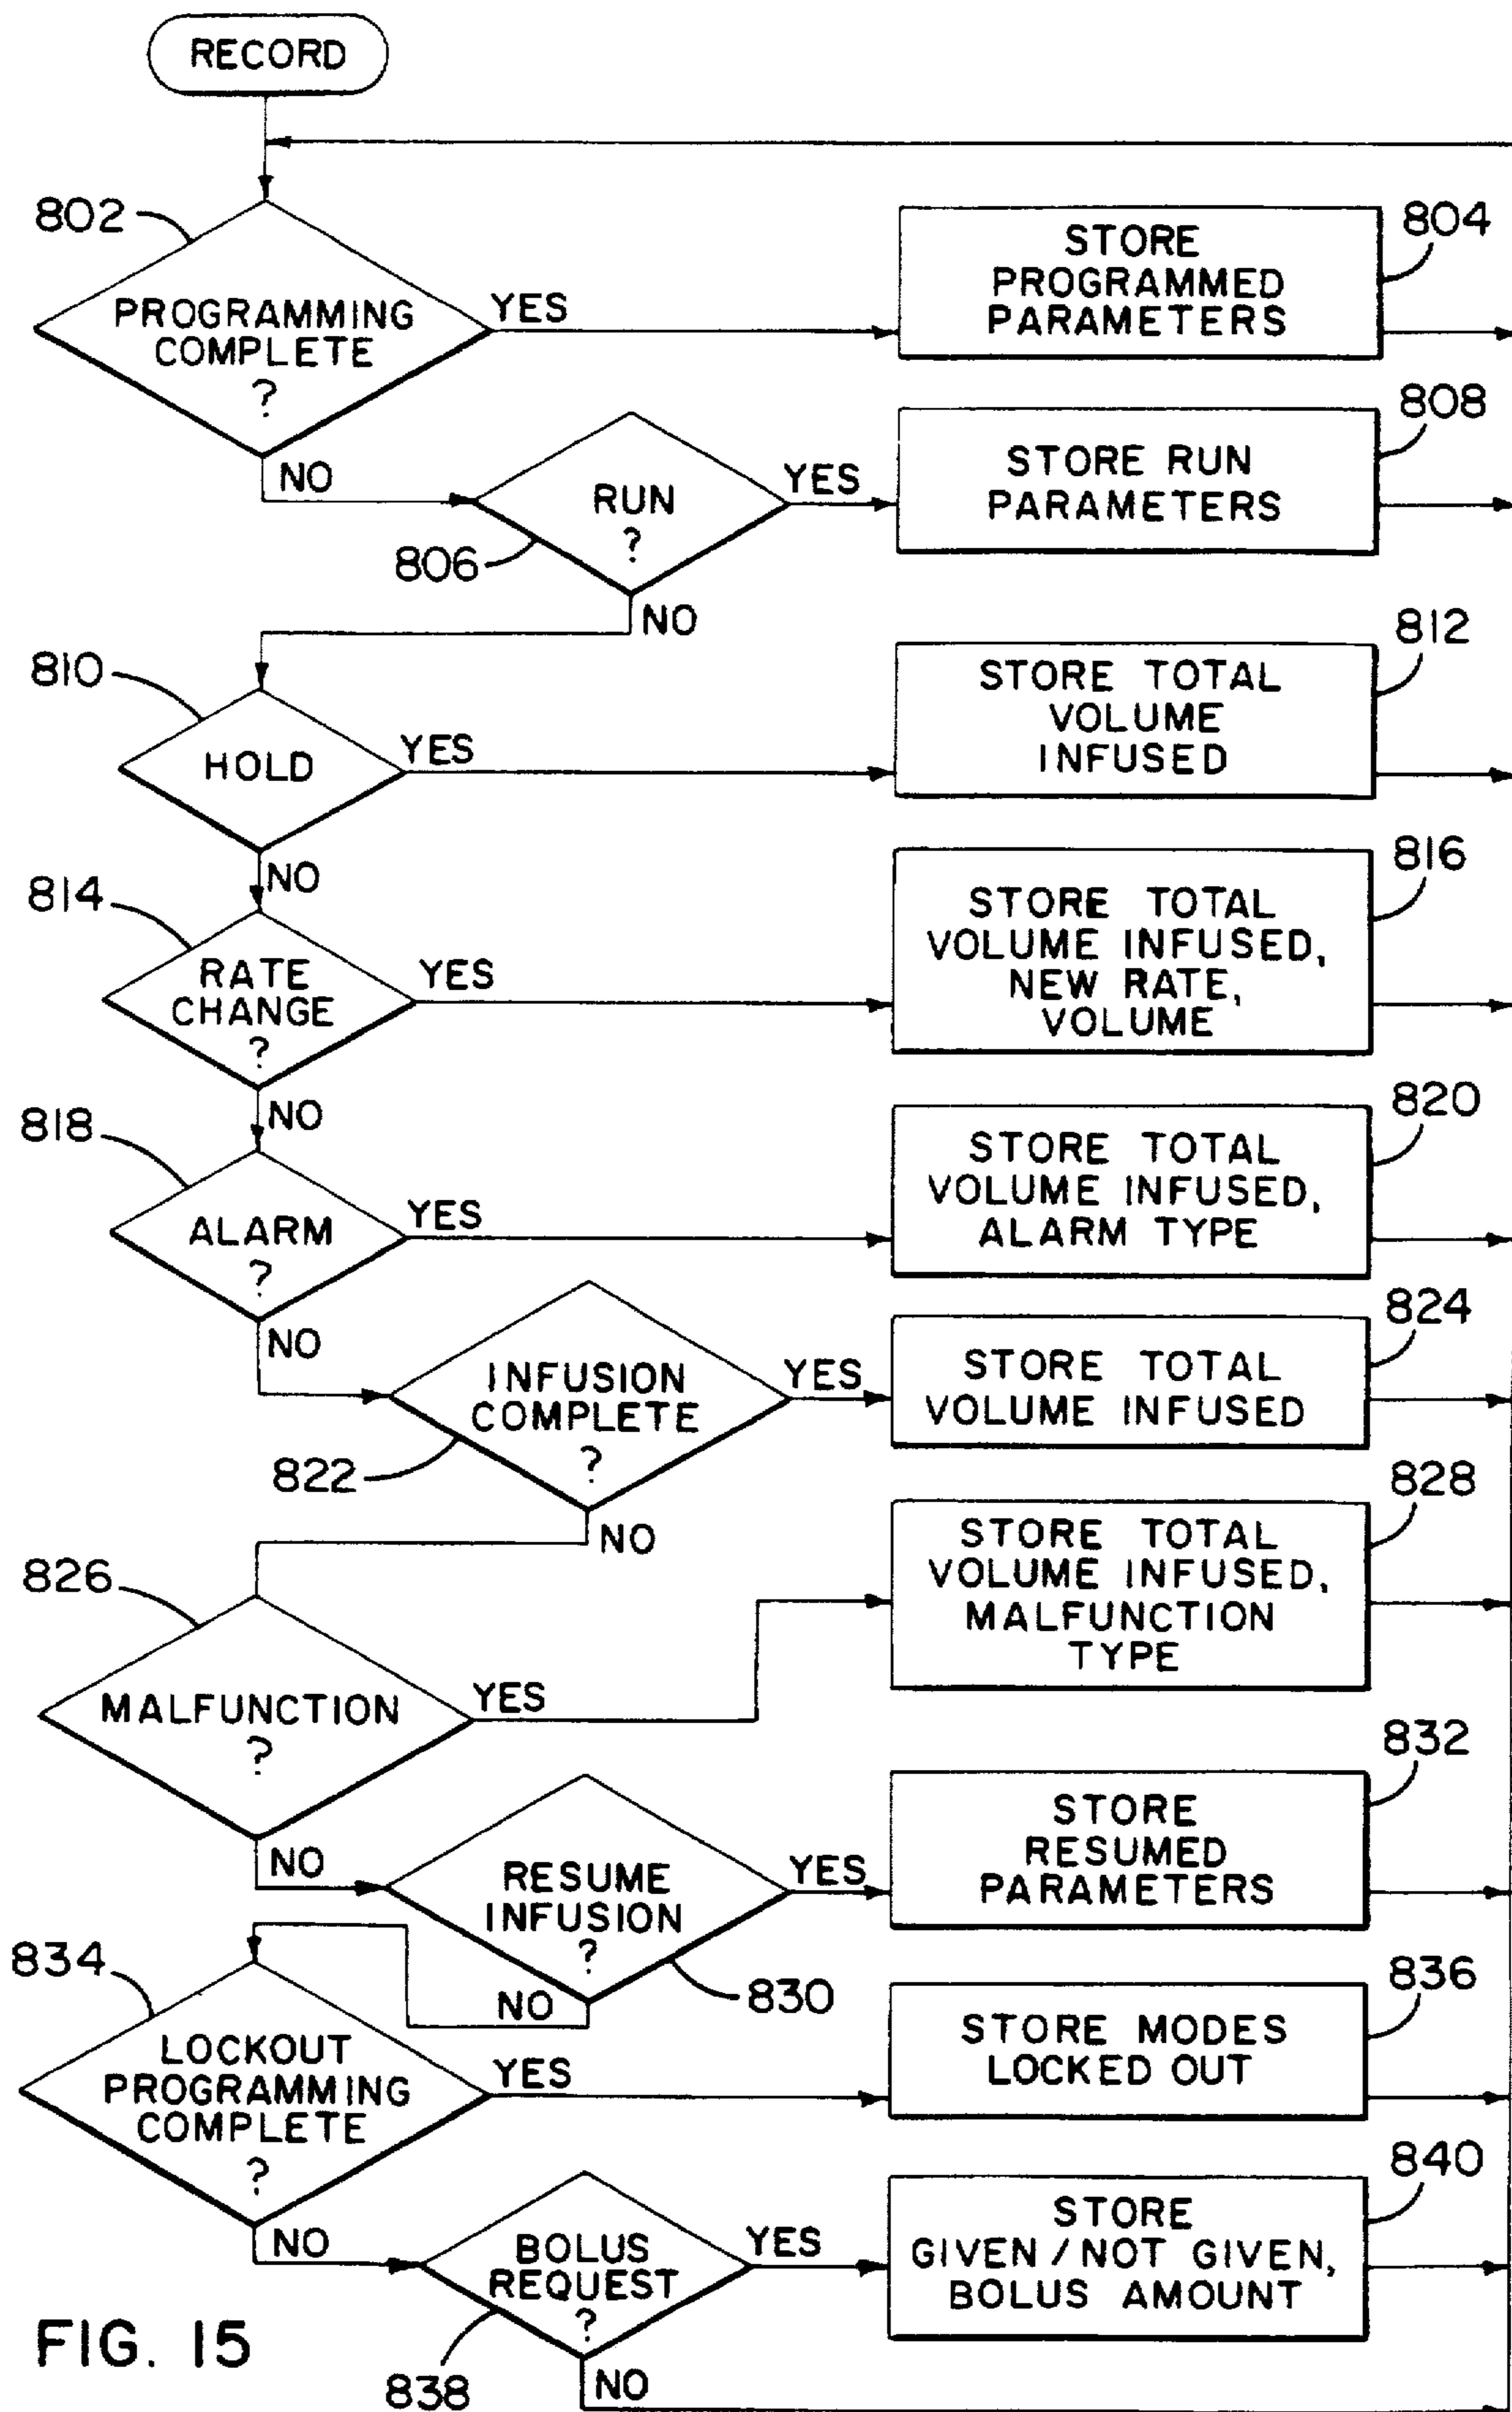 RECORD
802
PROGRAMMING
COMPLETE
?
YES
NO
STORE
PROGRAMMED
PARAMETERS
804
RUN
?
806
YES
NO
STORE RUN
PARAMETERS
808
810
HOLD
YES
NO
STORE TOTAL
VOLUME
INFUSED
812
814
RATE
CHANGE
?
YES
NO
STORE TOTAL
VOLUME INFUSED,
NEW RATE,
VOLUME
816
818
ALARM
?
YES
NO
STORE TOTAL
VOLUME INFUSED,
ALARM TYPE
820
INFUSION
COMPLETE
?
822
YES
NO
STORE TOTAL
VOLUME INFUSED
824
826
MALFUNCTION
?
YES
NO
STORE TOTAL
VOLUME INFUSED,
MALFUNCTION
TYPE
828
RESUME
INFUSION
?
830
YES
NO
STORE
RESUMED
PARAMETERS
832
834
LOCKOUT
PROGRAMMING
COMPLETE
?
YES
NO
STORE MODES
LOCKED OUT
836
BOLUS
REQUEST
?
838
YES
NO
STORE
GIVEN / NOT GIVEN,
BOLUS AMOUNT
840
FIG. 15